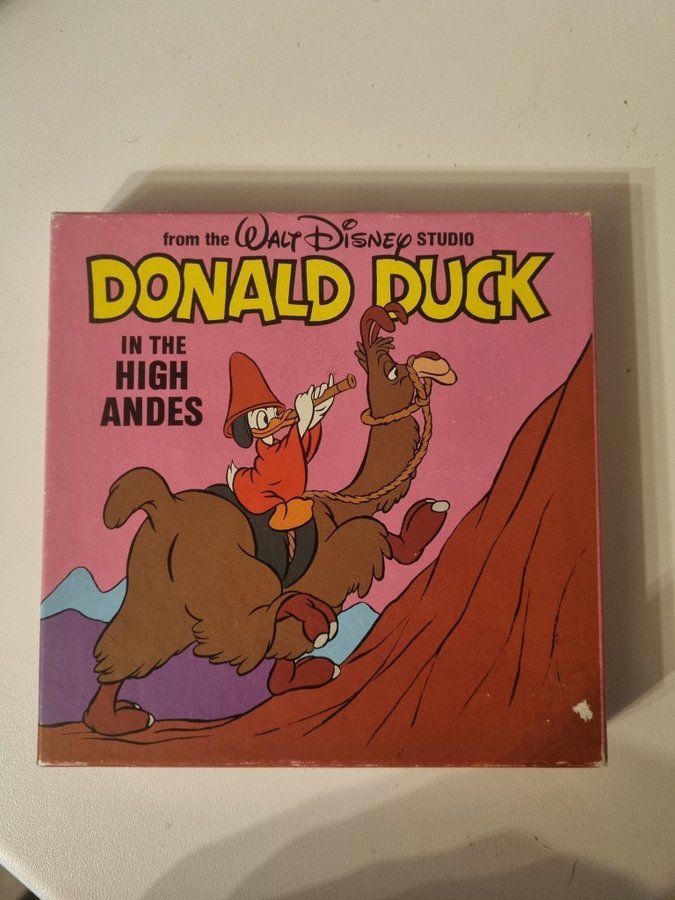 from the Walt Disney STUDIO
DONALD DUCK
IN THE
HIGH
ANDES